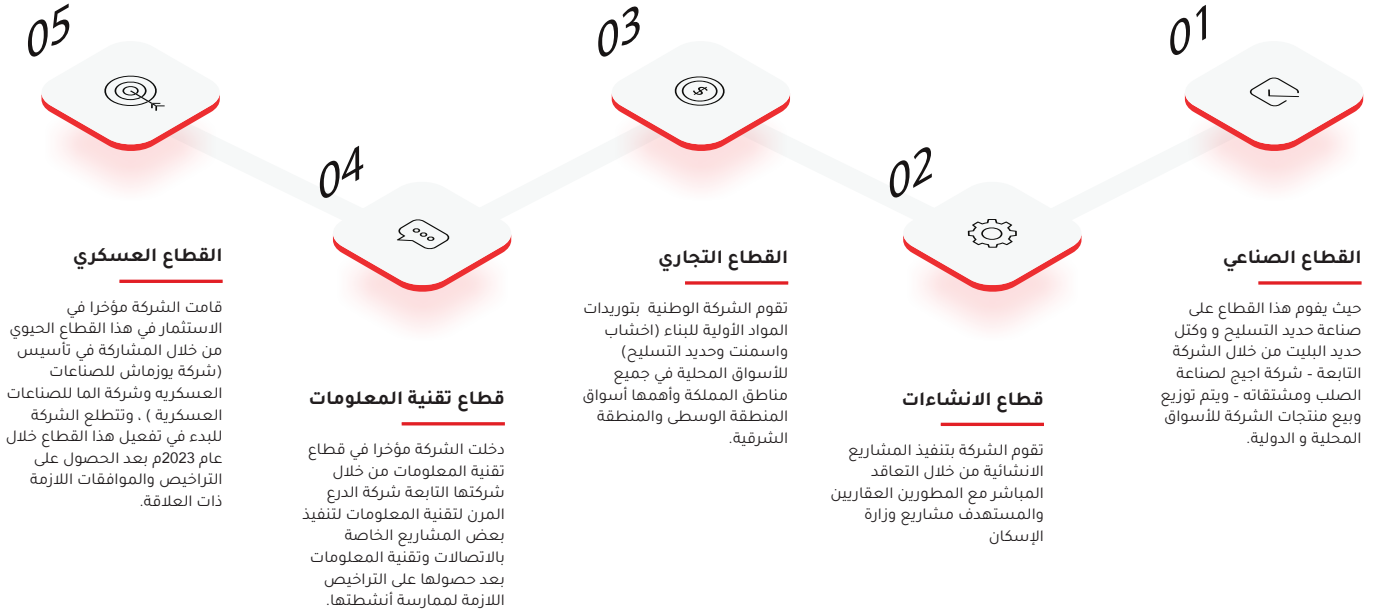 01
القطاع الصناعي
حيث يفوم هذا القطاع على
صناعة حديد التسليح و وكتل
حديد البليت من خلال الشركة
التابعة - شركة اجيج لصناعة
الصلب ومشتقاته - ويتم توزيع
وبيع منتجات الشركة للأسواق
المحلية و الدولية.
02
قطاع الانشاءات
تقوم الشركة بتنفيذ المشاريع
الانشائية من خلال التعاقد
المباشر مع المطورين العقاريين
والمستهدف مشاريع وزارة
الإسكان
03
القطاع التجاري
تقوم الشركة الوطنية بتوريدات
المواد الأولية للبناء (اخشاب
واسمنت وحديد التسليح)
للأسواق المحلية في جميع
مناطق المملكة وأهمها أسواق
المنطقة الوسطى والمنطقة
الشرقية.
04
قطاع تقنية المعلومات
دخلت الشركة مؤخرا في قطاع
تقنية المعلومات من خلال
شركتها التابعة شركة الدرع
المرن لتقنية المعلومات لتنفيذ
بعض المشاريع الخاصة
بالاتصالات وتقنية المعلومات
بعد حصولها على التراخيص
اللازمة لممارسة أنشطتها.
05
القطاع العسكري
قامت الشركة مؤخرا في
الاستثمار في هذا القطاع الحيوي
من خلال المشاركة في تأسيس
(شركة يوزماش للصناعات
العسكريه وشركة الما للصناعات
العسكرية ) ، وتتطلع الشركة
للبدء في تفعيل هذا القطاع خلال
عام 2023م بعد الحصول على
التراخيص والموافقات اللازمة
ذات العلاقة.